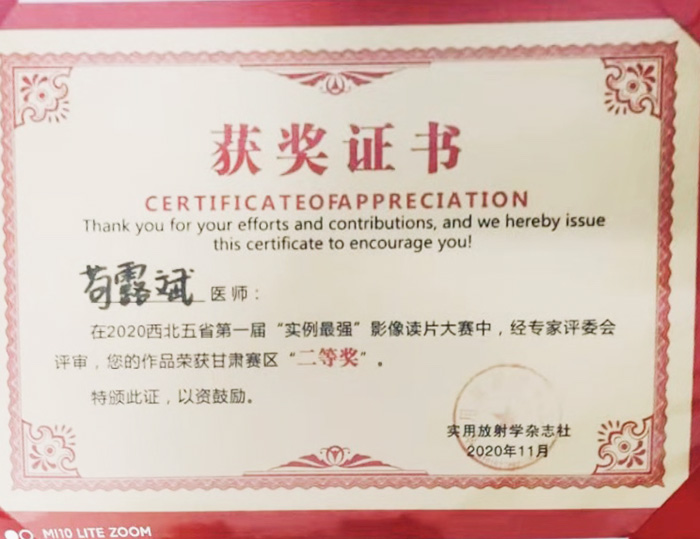 获奖证书
CERTIFICATEOFAPPRECIATION
Thank you for your efforts and contributions, and we hereby issue
this certificate to encourage you!
苟露斌 医师：
在2020西北五省第一届“实例最强”影像读片大赛中，经专家评委会
评审，您的作品荣获甘肃赛区“二等奖”。
特颁此证，以资鼓励。
实用放射学杂志社
2020年11月
MI10 LITE ZOOM